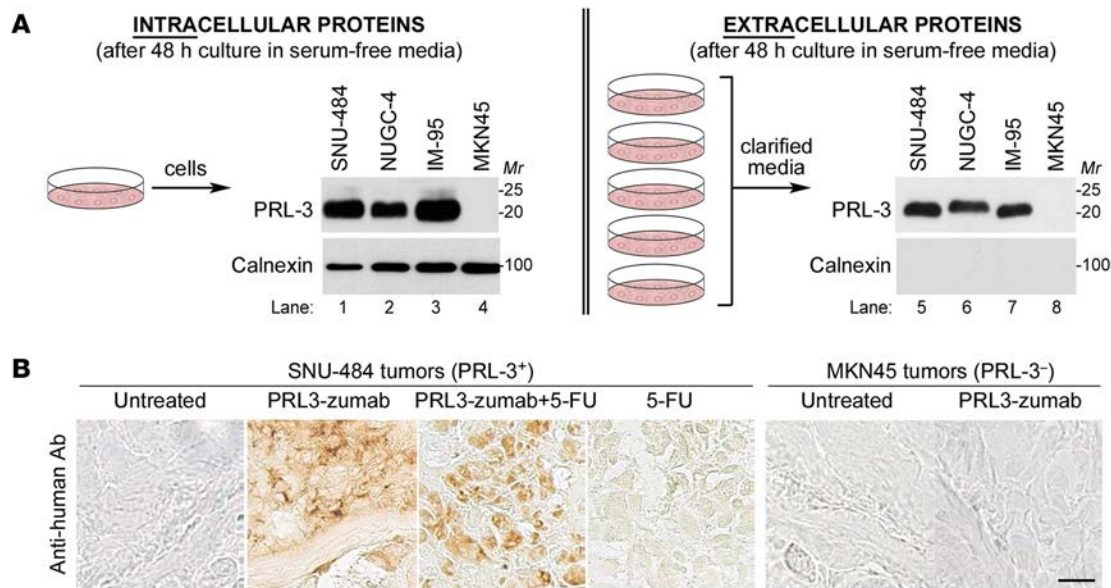 A
INTRACELLULAR PROTEINS
(after 48 h culture in serum-free media)
cells
SNU-484
NUGC-4
IM-95
MKN45
Mr
-25
PRL-3
-20
Calnexin
-100
Lane: 1 2 3 4
EXTRACELLULAR PROTEINS
(after 48 h culture in serum-free media)
clarified
media
SNU-484
NUGC-4
IM-95
MKN45
Mr
-25
PRL-3
-20
Calnexin
-100
Lane: 5 6 7 8
B
SNU-484 tumors (PRL-3⁺)
Untreated PRL3-zumab PRL3-zumab+5-FU 5-FU
MKN45 tumors (PRL-3⁻)
Untreated PRL3-zumab
Anti-human Ab